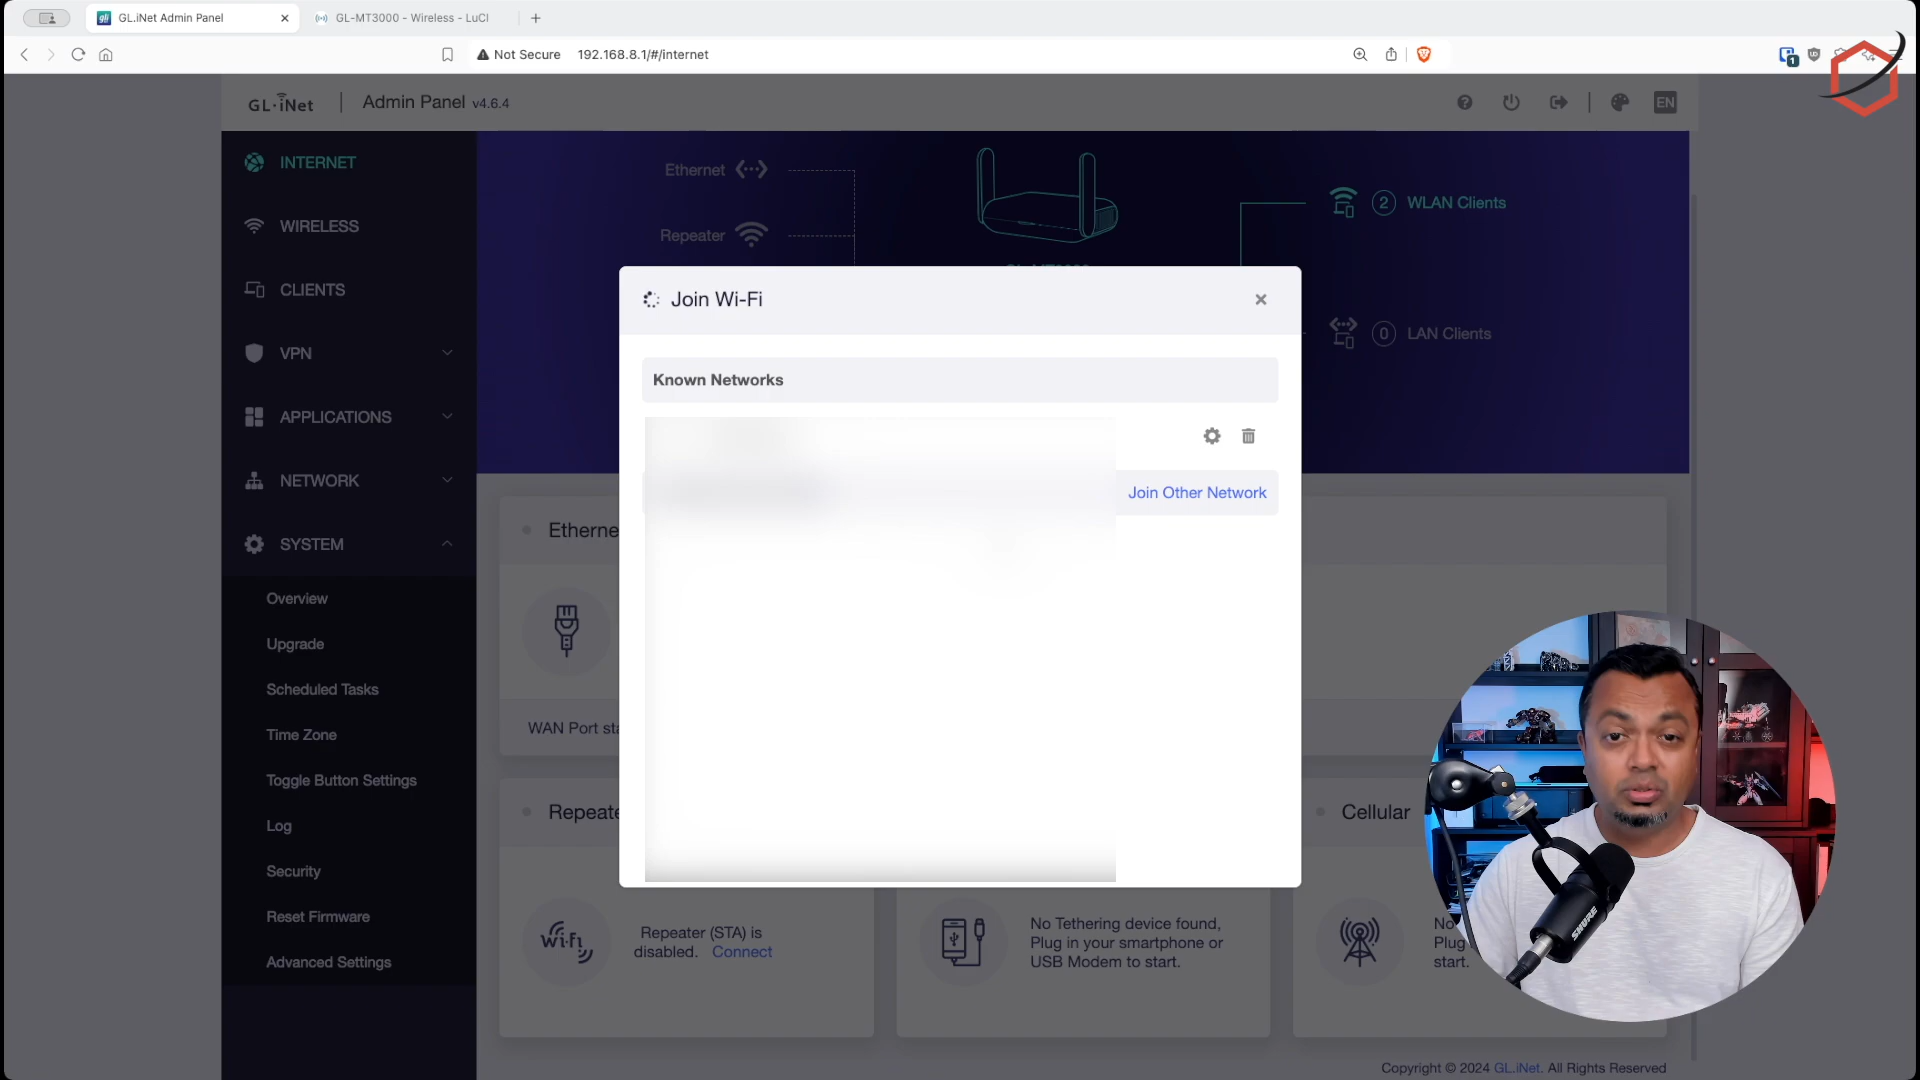 GL.iNet Admin Panel
GL-MT3000 - Wireless - LuCI
Not Secure 192.168.8.1/#/internet
1
GL·iNet | Admin Panel v4.6.4
EN
INTERNET
WIRELESS
CLIENTS
VPN
APPLICATIONS
NETWORK
SYSTEM
Overview
Upgrade
Scheduled Tasks
Time Zone
Toggle Button Settings
Log
Security
Reset Firmware
Advanced Settings
Ethernet
Repeater
2 WLAN Clients
0 LAN Clients
Join Wi-Fi
Known Networks
Join Other Network
Etherne
WAN Port sta
Repeate
Cellular
Wi-Fi
Repeater (STA) is
disabled. Connect
No Tethering device found,
Plug in your smartphone or
USB Modem to start.
No
Plug
start.
SHURE
Copyright © 2024 GL.iNet. All Rights Reserved